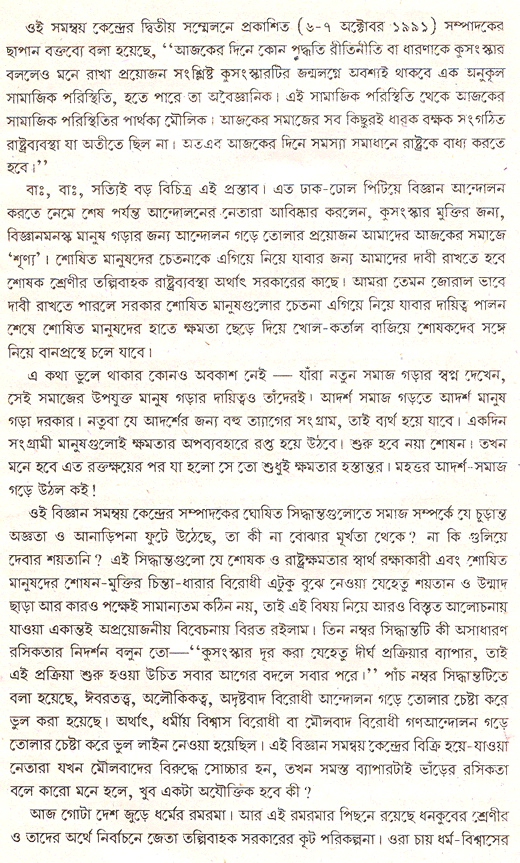 ওই সমন্বয় কেন্দ্রের দ্বিতীয় সম্মেলনে প্রকাশিত (৬-৭ অক্টোবর ১৯৯১) সম্পাদকের
ছাপান বক্তব্যে বলা হয়েছে, “আজকের দিনে কোন পদ্ধতি রীতিনীতি বা ধারণাকে কুসংস্কার
বললেও মনে রাখা প্রয়োজন সংশ্লিষ্ট কুসংস্কারটির জন্মলগ্নে অবশ্যই থাকবে এক অনুকূল
সামাজিক পরিস্থিতি, হতে পারে তা অবৈজ্ঞানিক। এই সামাজিক পরিস্থিতি থেকে আজকের
সামাজিক পরিস্থিতির পার্থক্য মৌলিক। আজকের সমাজের সব কিছুরই ধারক বক্ষক সংগঠিত
রাষ্ট্রব্যবস্থা যা অতীতে ছিল না। অতএব আজকের দিনে সমস্যা সমাধানে রাষ্ট্রকে বাধ্য করতে
হবে।”
বাঃ, বাঃ, সত্যিই বড় বিচিত্র এই প্রস্তাব। এত ঢাক-ঢোল পিটিয়ে বিজ্ঞান আন্দোলন
করতে নেমে শেষ পর্যন্ত আন্দোলনের নেতারা আবিষ্কার করলেন, কুসংস্কার মুক্তির জন্য,
বিজ্ঞানমনস্ক মানুষ গড়ার জন্য আন্দোলন গড়ে তোলার প্রয়োজন আমাদের আজকের সমাজে
‘শূণ্য’। শোষিত মানুষদের চেতনাকে এগিয়ে নিয়ে যাবার জন্য আমাদের দাবী রাখতে হবে
শোষক শ্রেণীর তল্পিবাহক রাষ্ট্রব্যবস্থা অর্থাৎ সরকারের কাছে। আমরা তেমন জোরাল ভাবে
দাবী রাখতে পারলে সরকার শোষিত মানুষগুলোর চেতনা এগিয়ে নিয়ে যাবার দায়িত্ব পালন
শেষে শোষিত মানুষদের হাতে ক্ষমতা ছেড়ে দিয়ে খোল-কর্তাল বাজিয়ে শোষকদের সঙ্গে
নিয়ে বানপ্রস্থে চলে যাবে।
এ কথা ভুলে থাকার কোনও অবকাশ নেই — যাঁরা নতুন সমাজ গড়ার স্বপ্ন দেখেন,
সেই সমাজের উপযুক্ত মানুষ গড়ার দায়িত্বও তাঁদেরই। আদর্শ সমাজ গড়তে আদর্শ মানুষ
গড়া দরকার। নতুবা যে আদর্শের জন্য বহু ত্যাগের সংগ্রাম, তাই ব্যর্থ হয়ে যাবে। একদিন
সংগ্রামী মানুষগুলোই ক্ষমতার অপব্যবহারে রপ্ত হয়ে উঠবে। শুরু হবে নয়া শোষন। তখন
মনে হবে এত রক্তক্ষয়ের পর যা হলো সে তো শুধুই ক্ষমতার হস্তান্তর। মহত্তর আদর্শ-সমাজ
গড়ে উঠল কই!
ওই বিজ্ঞান সমন্বয় কেন্দ্রের সম্পাদকের ঘোষিত সিদ্ধান্তগুলোতে সমাজ সম্পর্কে যে চূড়ান্ত
অজ্ঞতা ও আনাড়িপনা ফুটে উঠেছে, তা কী না বোঝার মূর্খতা থেকে? না কি গুলিয়ে
দেবার শয়তানি? এই সিদ্ধান্তগুলো যে শোষক ও রাষ্ট্রক্ষমতার স্বার্থ রক্ষাকারী এবং শোষিত
মানুষদের শোষন-মুক্তির চিন্তা-ধারার বিরোধী এটুকু বুঝে নেওয়া যেহেতু শয়তান ও উন্মাদ
ছাড়া আর কারও পক্ষেই সামান্যতম কঠিন নয়, তাই এই বিষয় নিয়ে আরও বিস্তৃত আলোচনায়
যাওয়া একান্তই অপ্রয়োজনীয় বিবেচনায় বিরত রইলাম। তিন নম্বর সিদ্ধান্তটি কী অসাধারণ
রসিকতার নিদর্শন বলুন তো—“কুসংস্কার দূর করা যেহেতু দীর্ঘ প্রক্রিয়ার ব্যাপার, তাই
এই প্রক্রিয়া শুরু হওয়া উচিত সবার আগের বদলে সবার পরে।” পাঁচ নম্বর সিদ্ধান্তটিতে
বলা হয়েছে, ঈবরতত্ত্ব, অলৌকিকত্ব, অদৃষ্টবাদ বিরোধী আন্দোলন গড়ে তোলার চেষ্টা করে
ভুল করা হয়েছে। অর্থাৎ, ধর্মীয় বিশ্বাস বিরোধী বা মৌলবাদ বিরোধী গণআন্দোলন গড়ে
তোলার চেষ্টা করে ভুল লাইন নেওয়া হয়েছিল। এই বিজ্ঞান সমন্বয় কেন্দ্রের বিক্রি হয়ে-যাওয়া
নেতারা যখন মৌলবাদের বিরুদ্ধে সোচ্চার হন, তখন সমস্ত ব্যাপারটাই ভাঁড়ের রসিকতা
বলে কারো মনে হলে, খুব একটা অযৌক্তিক হবে কী?
আজ গোটা দেশ জুড়ে ধর্মের রমরমা। আর এই রমরমার পিছনে রয়েছে ধনকুবের শ্রেণীর
ও তাদের অর্থে নির্বাচনে জেতা তল্পিবাহক সরকারের কূট পরিকল্পনা। ওরা চায় ধর্ম-বিশ্বাসের